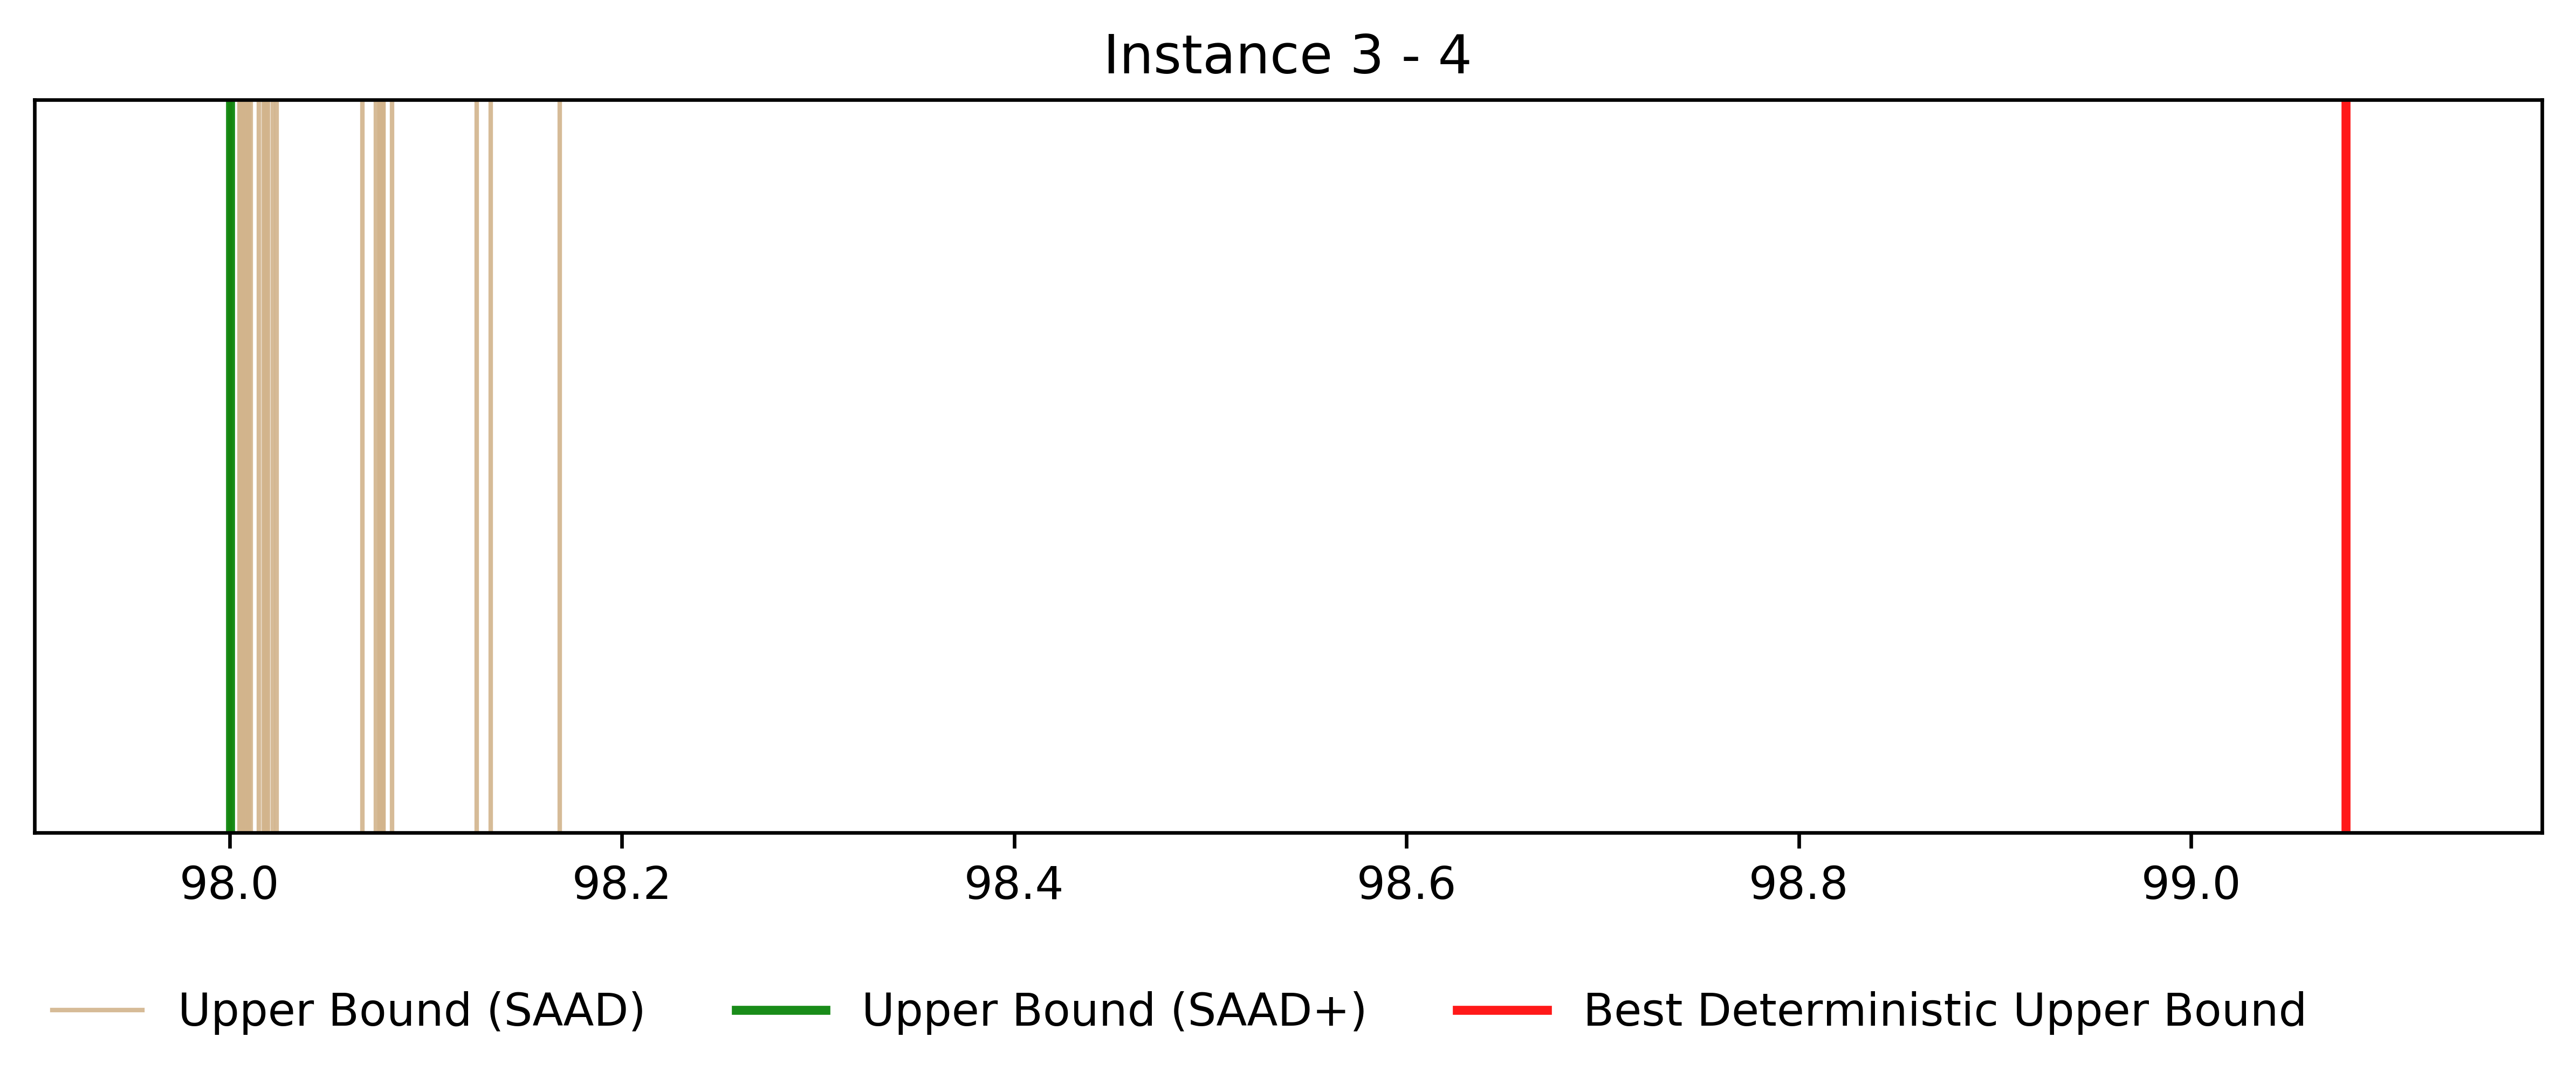 Instance 3 - 4
98.0 98.2 98.4 98.6 98.8 99.0
Upper Bound (SAAD) Upper Bound (SAAD+) Best Deterministic Upper Bound